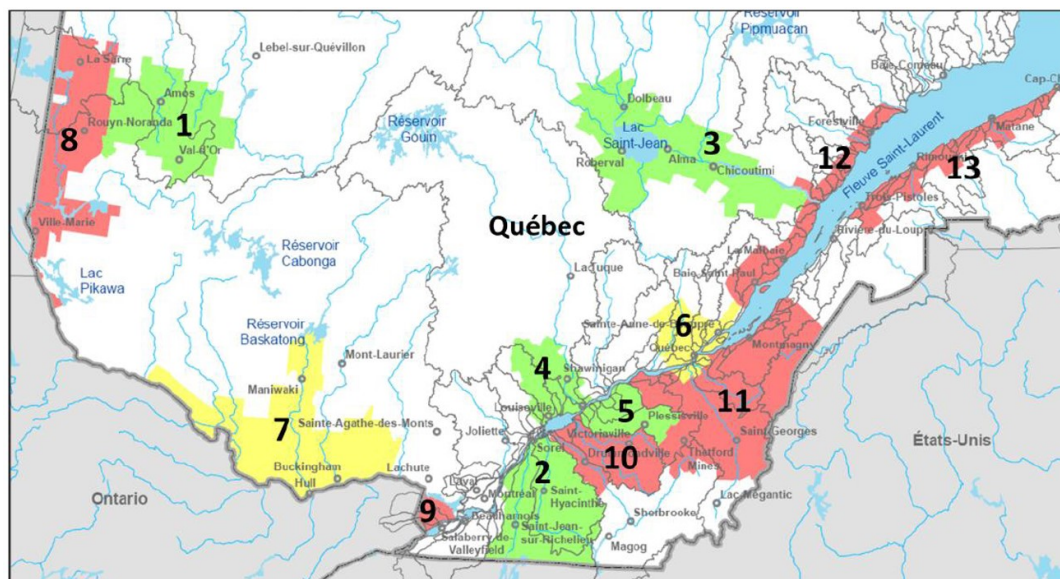 Réservoir
Pipmuacan
Lebel-sur-Quévillon
La Sarre
Baie-Comeau
Amos
1
Dolbeau
Forestville
Matane
8
Rouyn-Noranda
Réservoir
Gouin
Lac
Saint-Jean
3
Val-d'Or
Roberval
Alma
Chicoutimi
12
Rimouski
13
Fleuve Saint-Laurent
Trois-Pistoles
Ville-Marie
Québec
Rivière-du-Loup
Réservoir
Cabonga
La Malbaie
Lac
Pikawa
La Tuque
Baie-Saint-Paul
Réservoir
Baskatong
6
Sainte-Anne-de-Beaupré
Québec
Montmagny
Mont-Laurier
4
Shawinigan
Maniwaki
11
7
Sainte-Agathe-des-Monts
Louiseville
5
Plessisville
États-Unis
Joliette
Victoriaville
Saint-Georges
Sorel
10
Drummondville
Thetford
Mines
Buckingham
Hull
Lachute
2
Ontario
Laval
Montréal
Saint-
Hyacinthe
Lac-Mégantic
9
Beauharnois
Sherbrooke
Salaberry-de-
Valleyfield
Saint-Jean-
sur-Richelieu
Magog